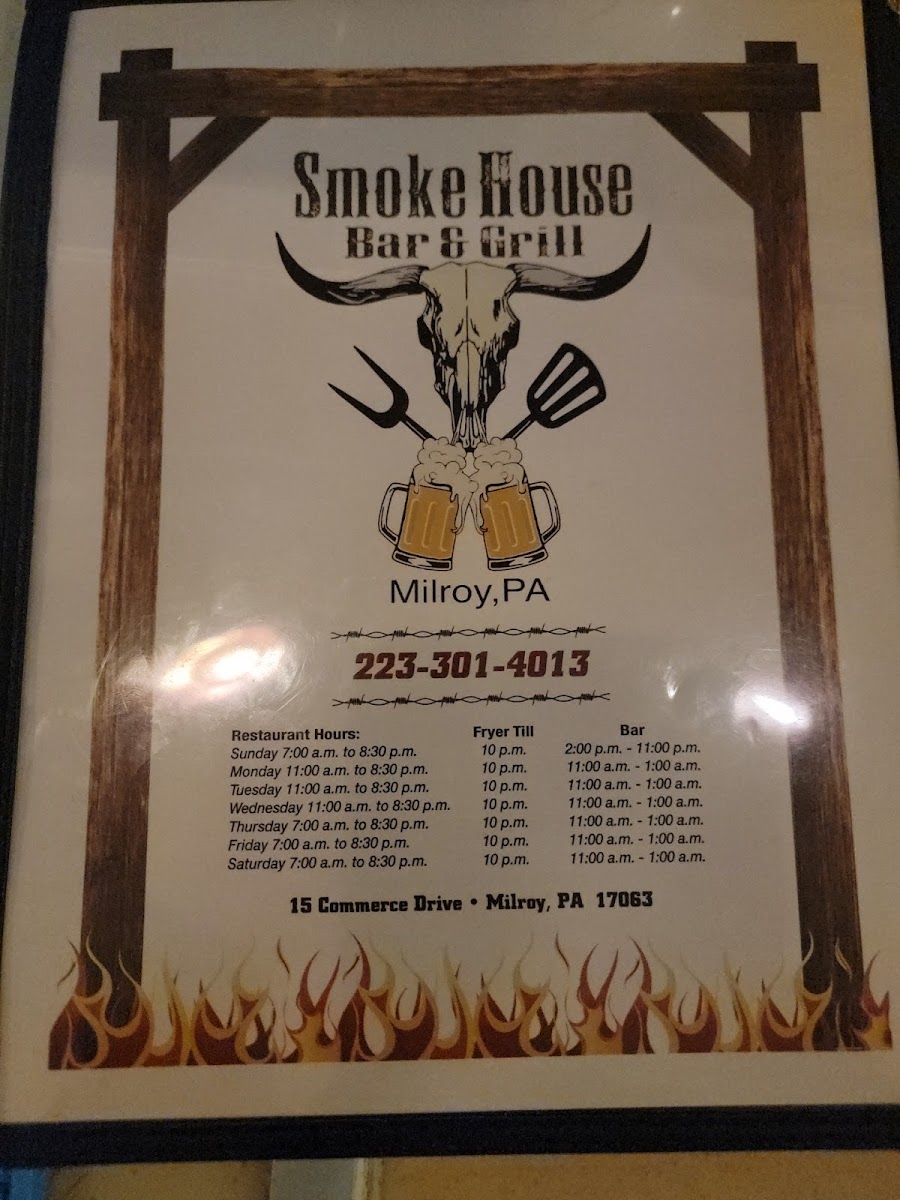 Smoke House
Bar & Grill
Milroy,PA
223-301-4013
Restaurant Hours: Fryer Till Bar
Sunday 7:00 a.m. to 8:30 p.m. 10 p.m. 2:00 p.m. - 11:00 p.m.
Monday 11:00 a.m. to 8:30 p.m. 10 p.m. 11:00 a.m. - 1:00 a.m.
Tuesday 11:00 a.m. to 8:30 p.m. 10 p.m. 11:00 a.m. - 1:00 a.m.
Wednesday 11:00 a.m. to 8:30 p.m. 10 p.m. 11:00 a.m. - 1:00 a.m.
Thursday 7:00 a.m. to 8:30 p.m. 10 p.m. 11:00 a.m. - 1:00 a.m.
Friday 7:00 a.m. to 8:30 p.m. 10 p.m. 11:00 a.m. - 1:00 a.m.
Saturday 7:00 a.m. to 8:30 p.m. 10 p.m. 11:00 a.m. - 1:00 a.m.
15 Commerce Drive • Milroy, PA 17063